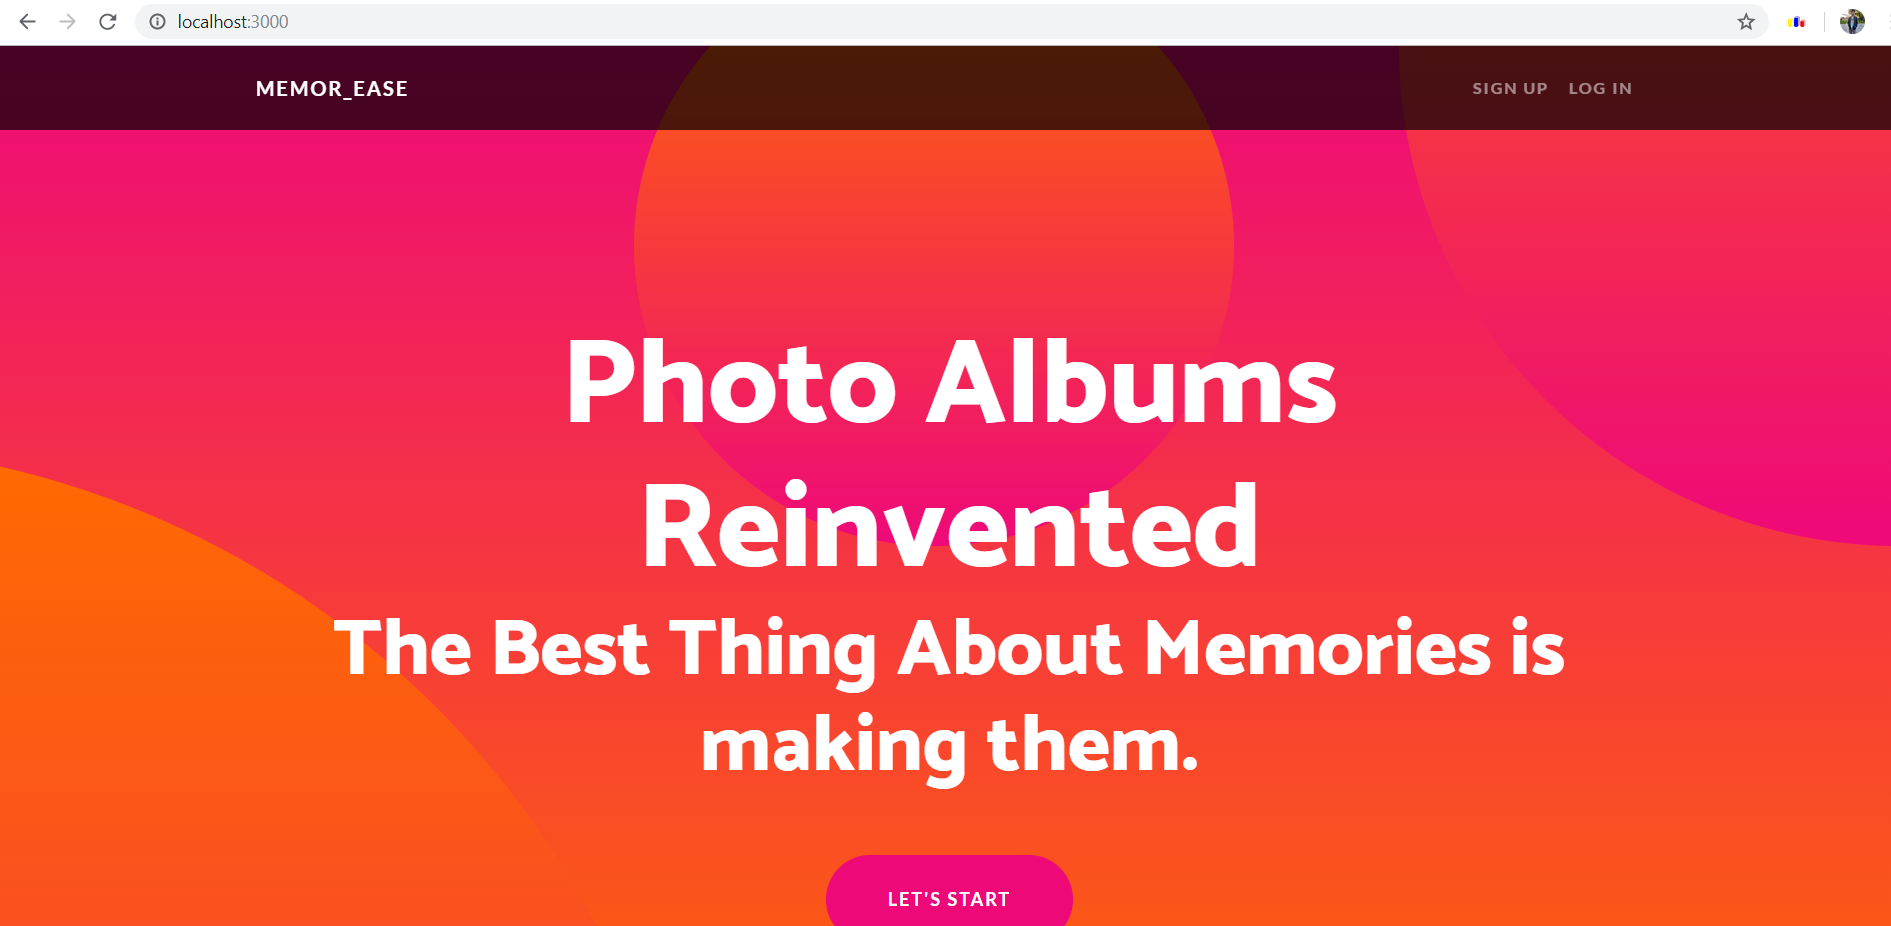 localhost:3000
MEMOR_EASE
SIGN UP LOG IN
Photo Albums
Reinvented
The Best Thing About Memories is
making them.
LET'S START